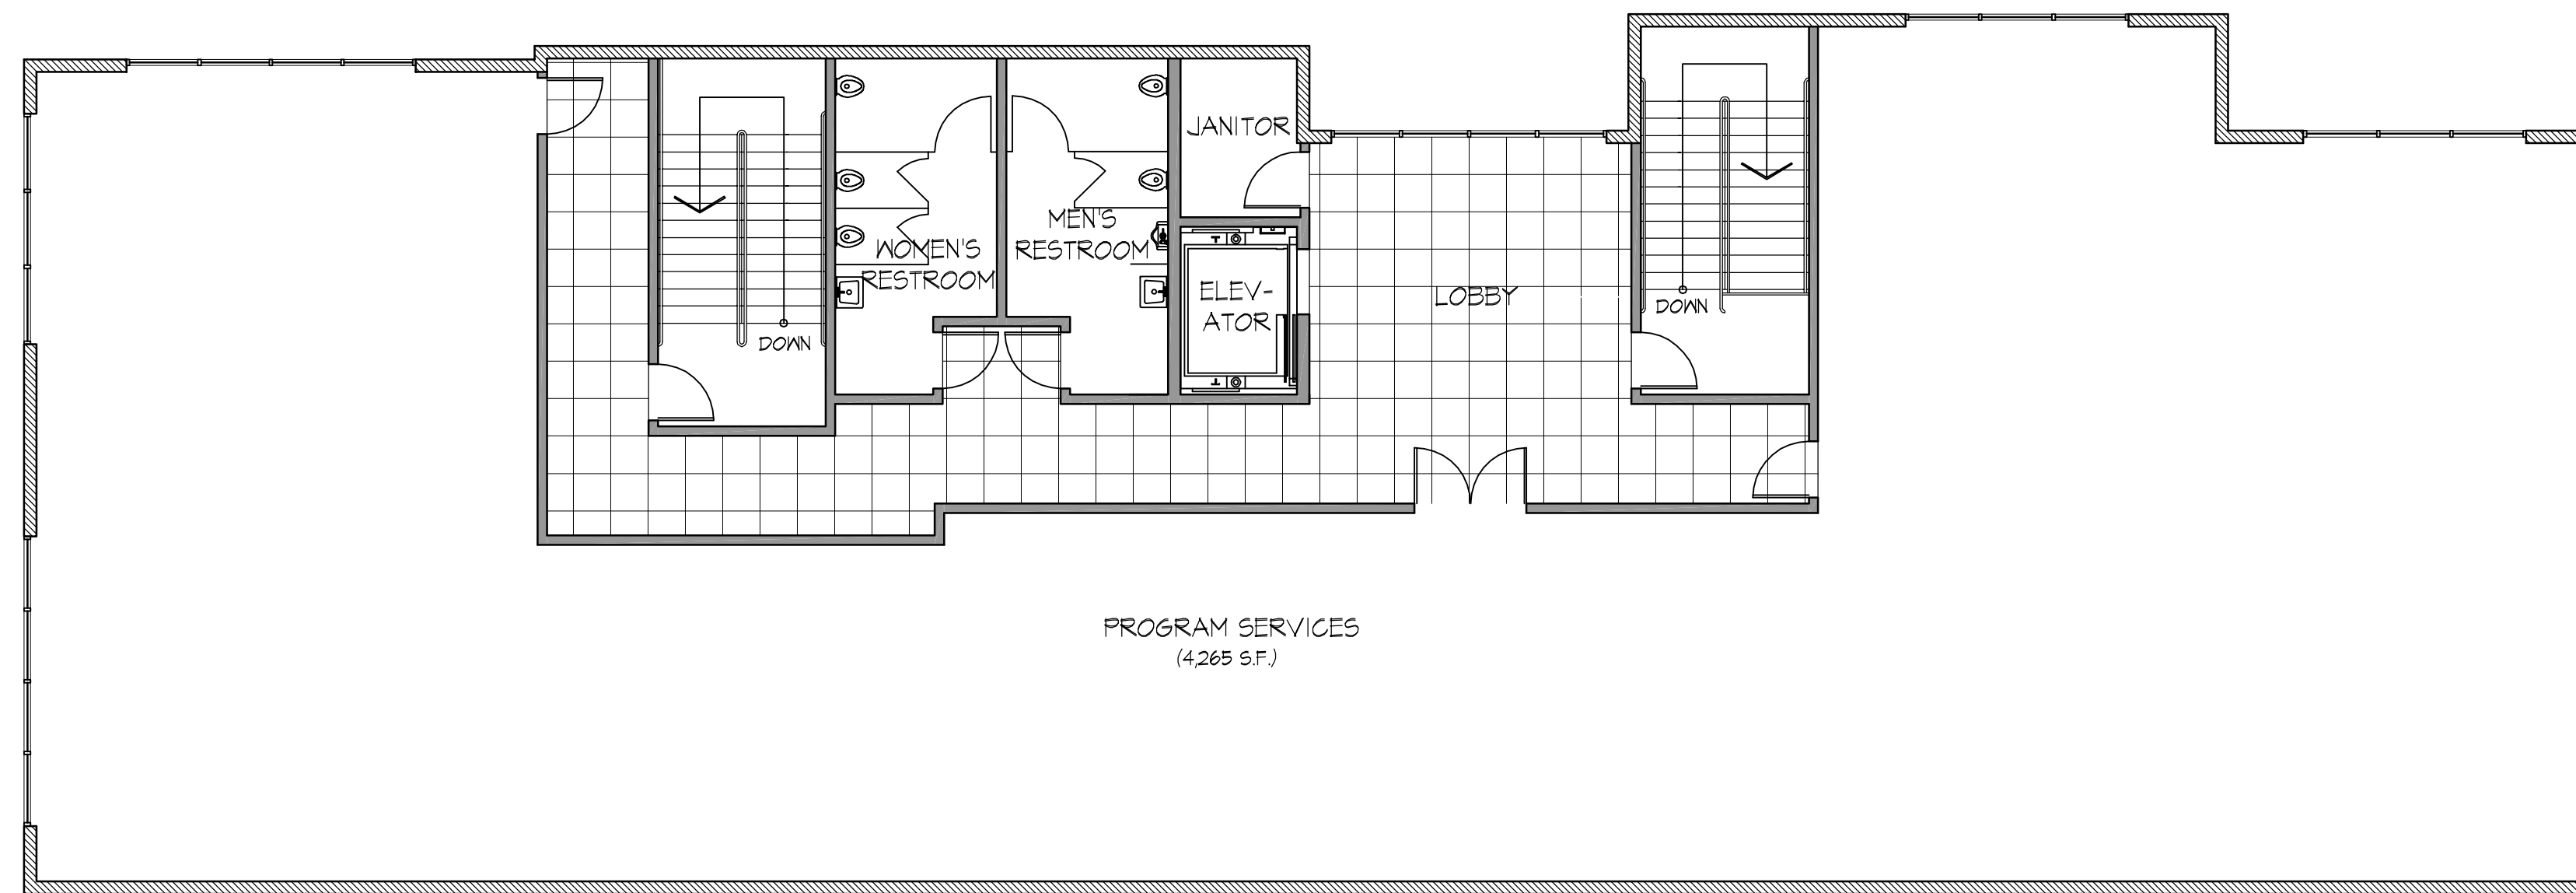 JANITOR
MEN'S
RESTROOM
WOMEN'S
RESTROOM
ELEV-
ATOR
LOBBY
DOWN
DOWN
PROGRAM SERVICES
(4,265 S.F.)